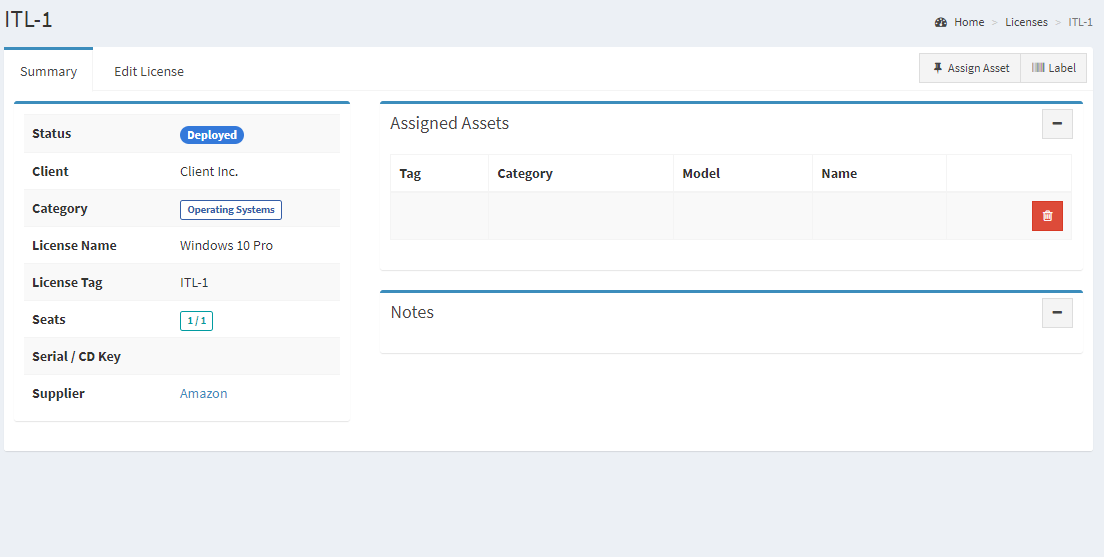 ITL-1
Home > Licenses > ITL-1
Summary
Edit License
Assign Asset
Label
Status Deployed
Client Client Inc.
Category Operating Systems
License Name Windows 10 Pro
License Tag ITL-1
Seats 1 / 1
Serial / CD Key
Supplier Amazon
Assigned Assets
Tag Category Model Name
Notes